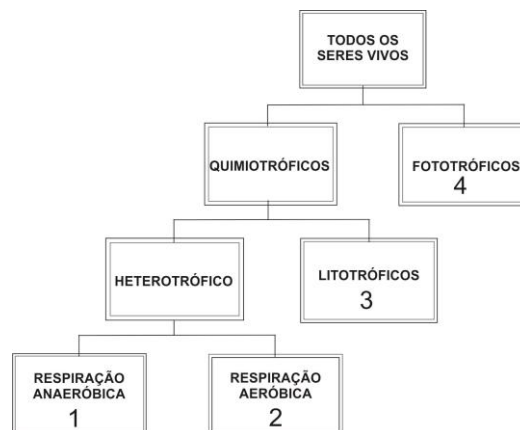 TODOS OS
SERES VIVOS
QUIMIOTRÓFICOS
FOTOTRÓFICOS
4
HETEROTRÓFICO
LITOTRÓFICOS
3
RESPIRAÇÃO
ANAERÓBICA
1
RESPIRAÇÃO
AERÓBICA
2